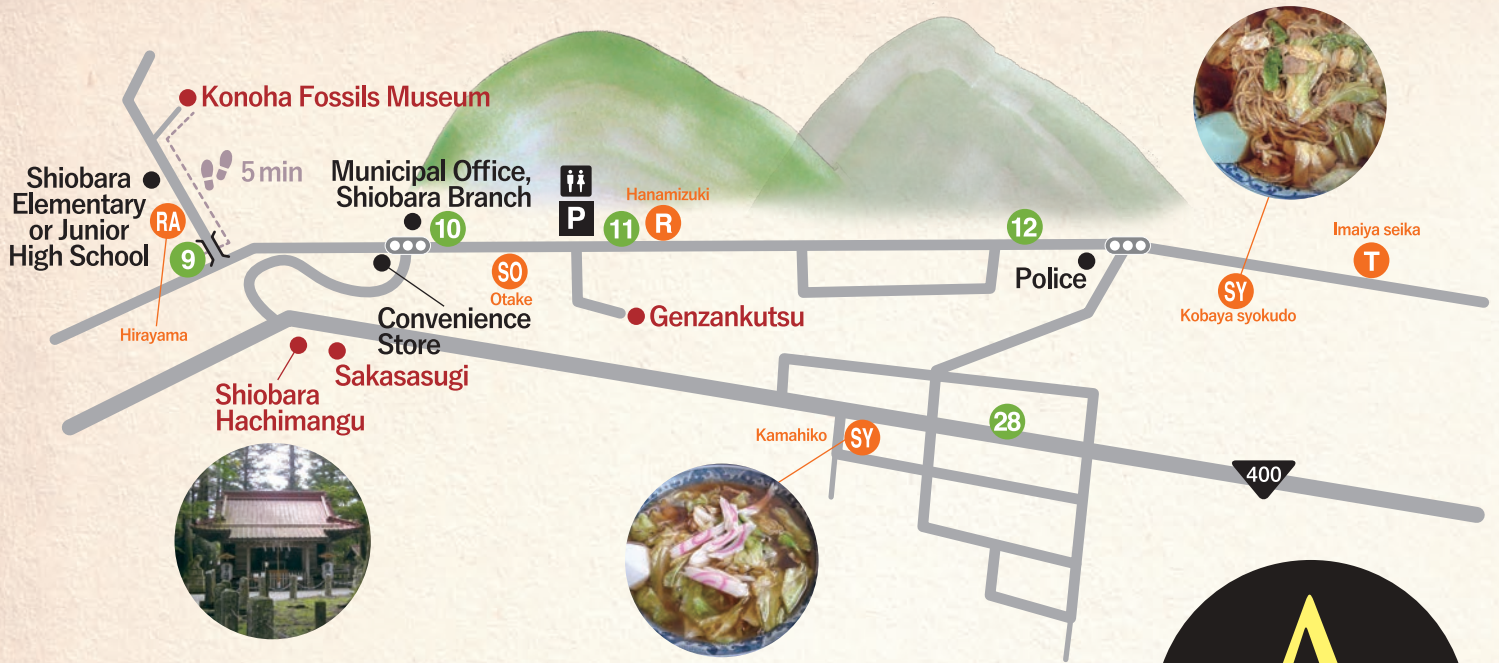 Konoha Fossils Museum
5 min
Shiobara
Elementary
or Junior
High School
RA
9
Hirayama
Municipal Office,
Shiobara Branch
10
P
11
Hanamizuki
R
12
Imaiya seika
T
SO
Otake
Convenience
Store
Genzankutsu
Police
SY
Kobaya syokudo
Shiobara
Hachimangu
Sakasasugi
Kamahiko
SY
28
400